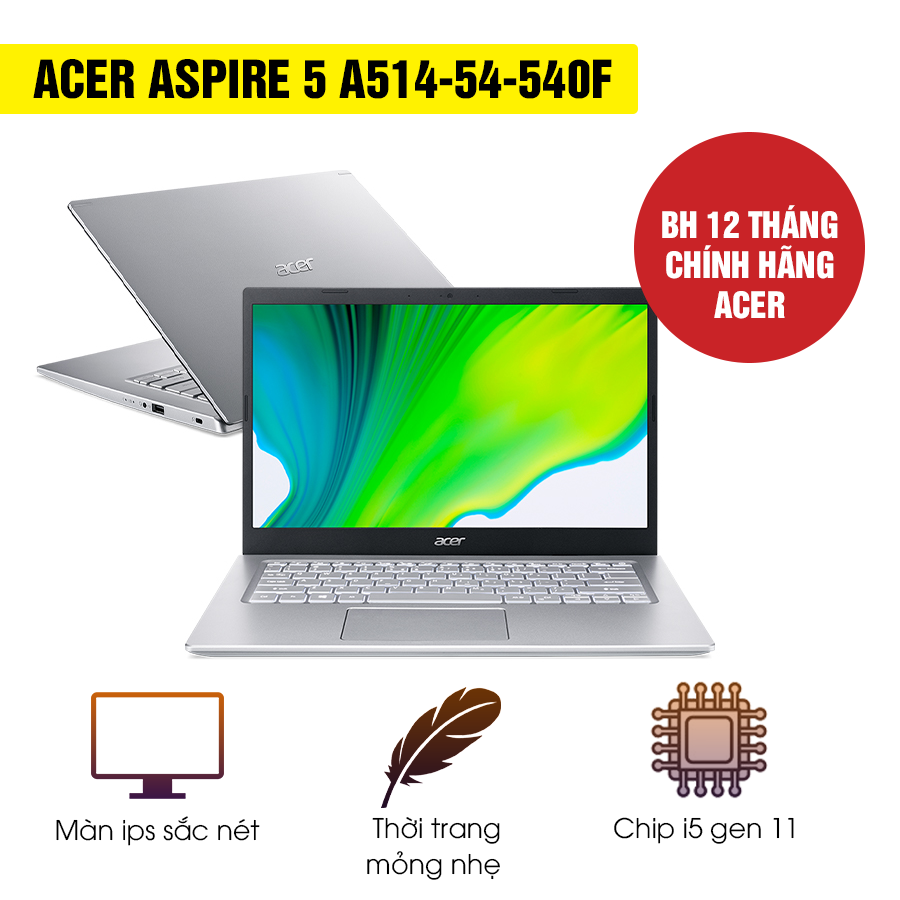 ACER ASPIRE 5 A514-54-540F
BH 12 THÁNG
CHÍNH HÃNG
ACER
acer
acer
Màn ips sắc nét
Thời trang
mỏng nhẹ
Chip i5 gen 11